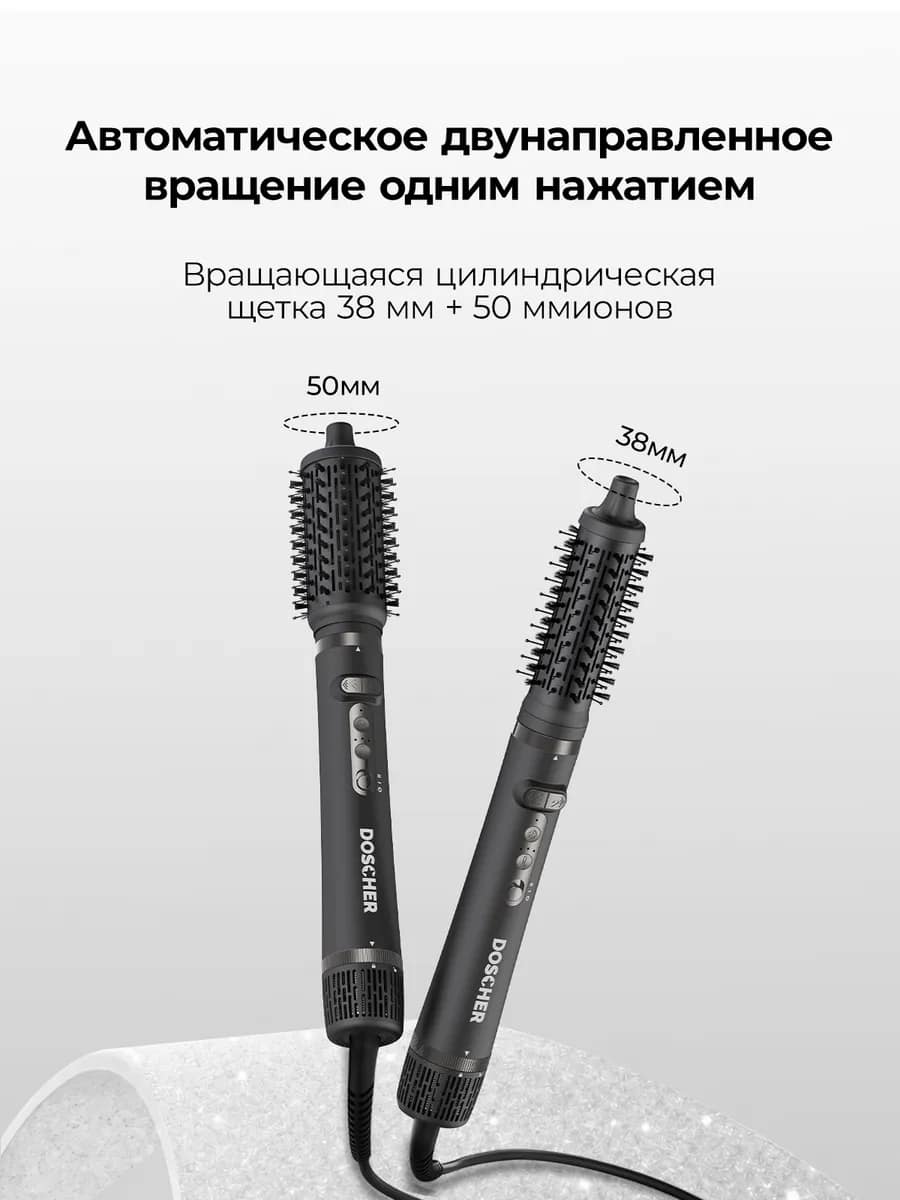 Автоматическое двунаправленное
вращение одним нажатием
Вращающаяся цилиндрическая
щетка 38 мм + 50 ммионов
50мм
38мм
DOSCHER
DOSCHER